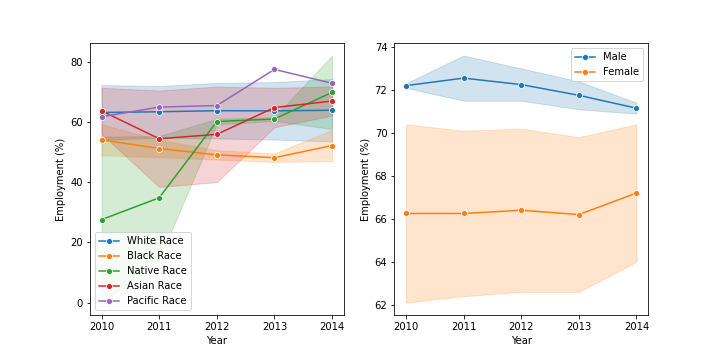 80
60
40
20
0
Employment (%)
White Race
Black Race
Native Race
Asian Race
Pacific Race
2010 2011 2012 2013 2014
Year
74
72
70
68
66
64
62
Employment (%)
Male
Female
2010 2011 2012 2013 2014
Year